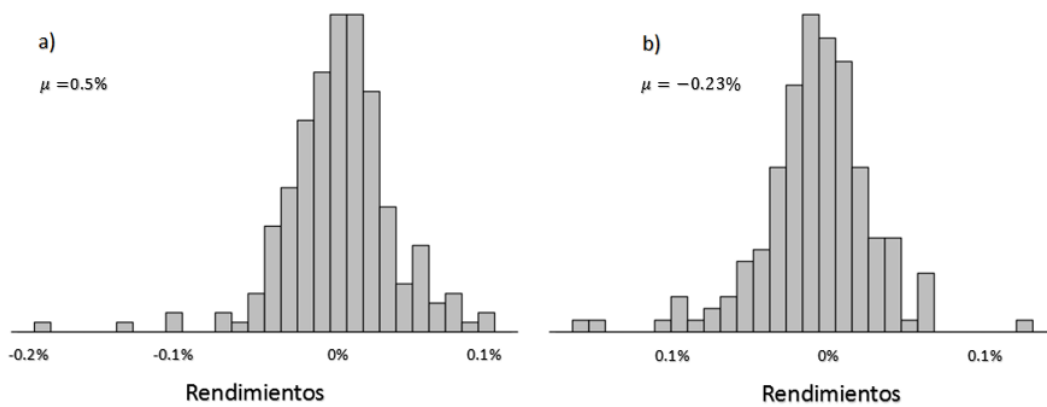 a)
μ =0.5%
-0.2%
-0.1%
0%
0.1%
Rendimientos
b)
μ = −0.23%
0.1%
0%
0.1%
Rendimientos